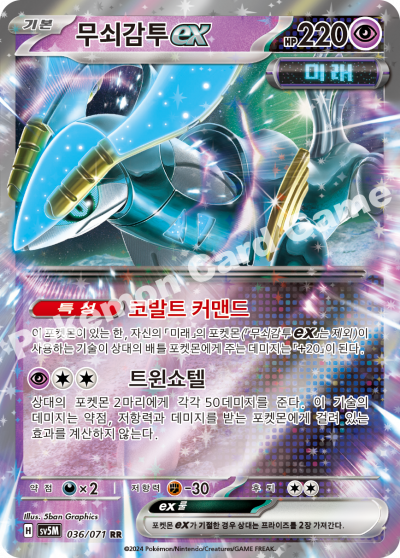 기본 무쇠감투ex HP220
미래
Pokémon Card Game
특성 코발트 커맨드
이 포켓몬이 있는 한, 자신의 「미래」의 포켓몬(「무쇠감투ex」는 제외)이
사용하는 기술이 상대의 배틀 포켓몬에게 주는 데미지는 「+20」이 된다.
트윈쇼텔
상대의 포켓몬 2마리에게 각각 50데미지를 준다. 이 기술의
데미지는 약점, 저항력과 데미지를 받는 포켓몬에게 걸려 있는
효과를 계산하지 않는다.
약점 ×2 저항력 -30 후퇴
Illus. 5ban Graphics
H SV5M 036/071 RR
ex 룰
포켓몬 ex가 기절한 경우 상대는 프라이즈를 2장 가져간다.
©2024 Pokémon/Nintendo/Creatures/GAME FREAK.